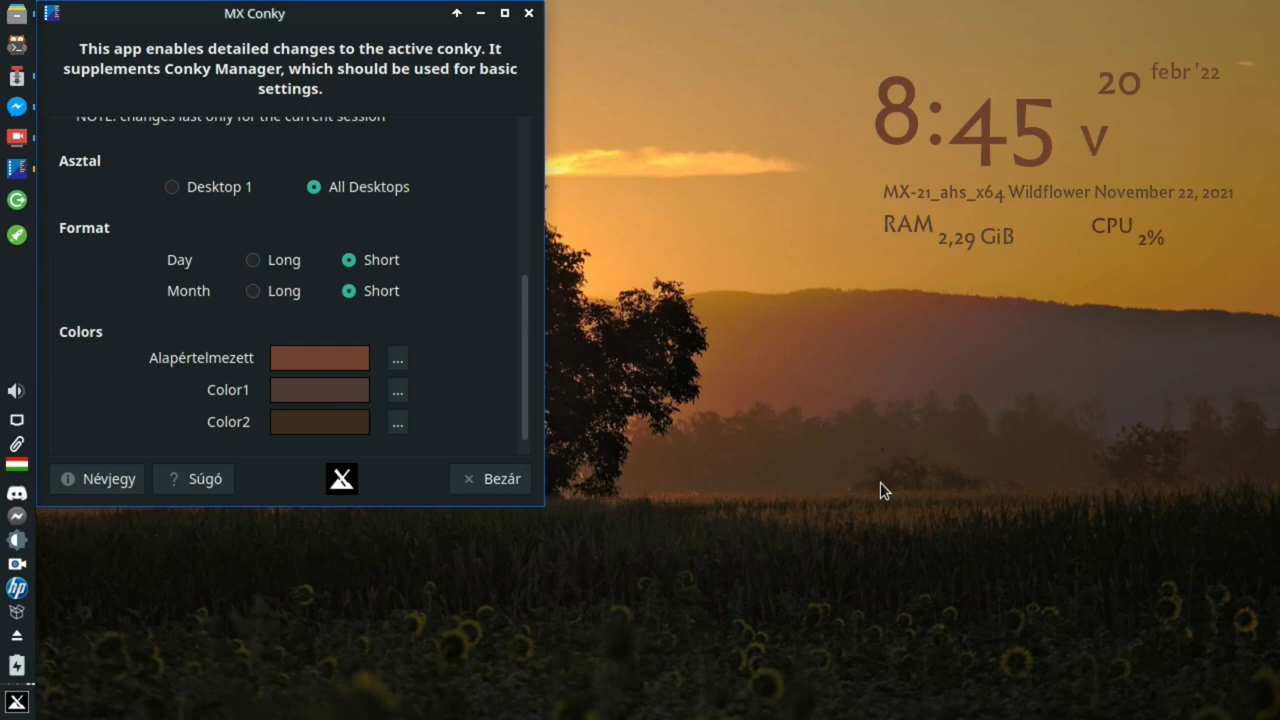 MX Conky
This app enables detailed changes to the active conky. It
supplements Conky Manager, which should be used for basic
settings.
NOTE: changes last only for the current session
Asztal
Desktop 1
All Desktops
Format
Day
Long
Short
Month
Long
Short
Colors
Alapértelmezett
...
Color1
...
Color2
...
Névjegy
? Súgó
Bezár
8:45
20
febr '22
v
MX-21_ahs_x64 Wildflower November 22, 2021
RAM
2,29 GiB
CPU
2%
hp